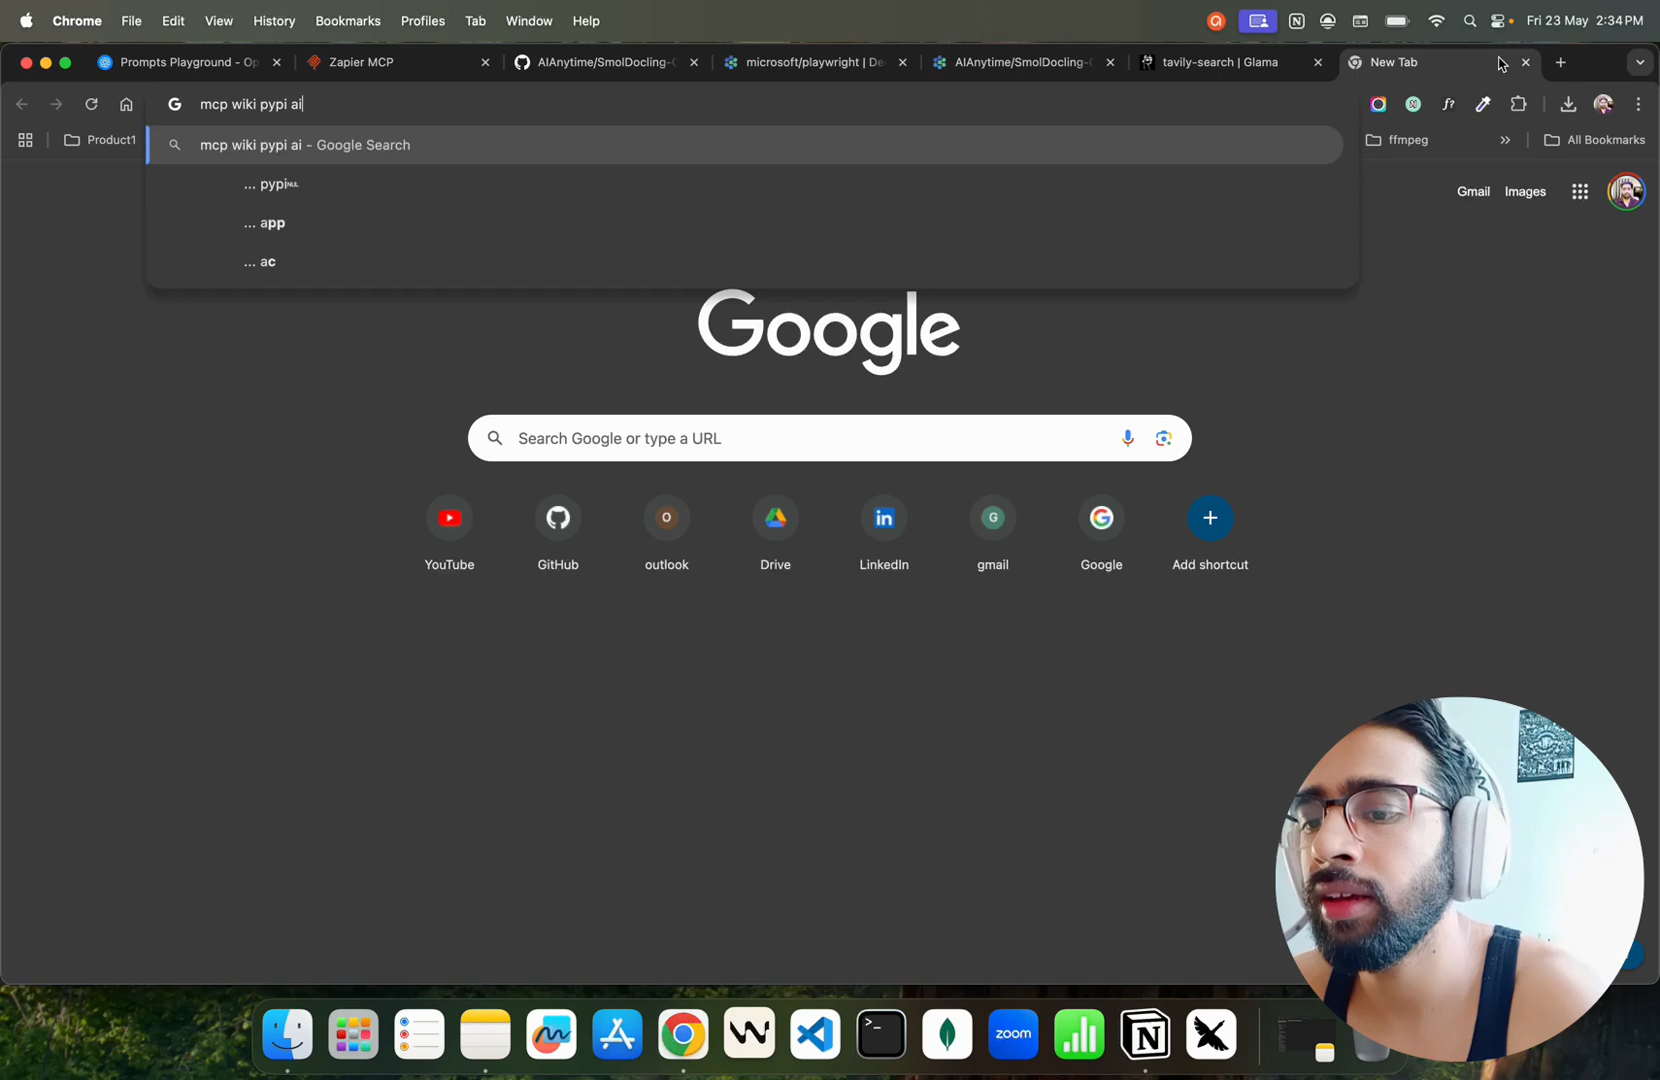 Chrome File Edit View History Bookmarks Profiles Tab Window Help Fri 23 May 2:34 PM
Prompts Playground - Op Zapier MCP AIAnytime/SmolDocling- microsoft/playwright | De AIAnytime/SmolDocling- tavily-search | Glama New Tab
mcp wiki pypi ai
Product1 ffmpeg » All Bookmarks
mcp wiki pypi ai - Google Search
... pypi
... app
... ac
Gmail Images
Google
Search Google or type a URL
YouTube GitHub outlook Drive LinkedIn gmail Google Add shortcut
zoom